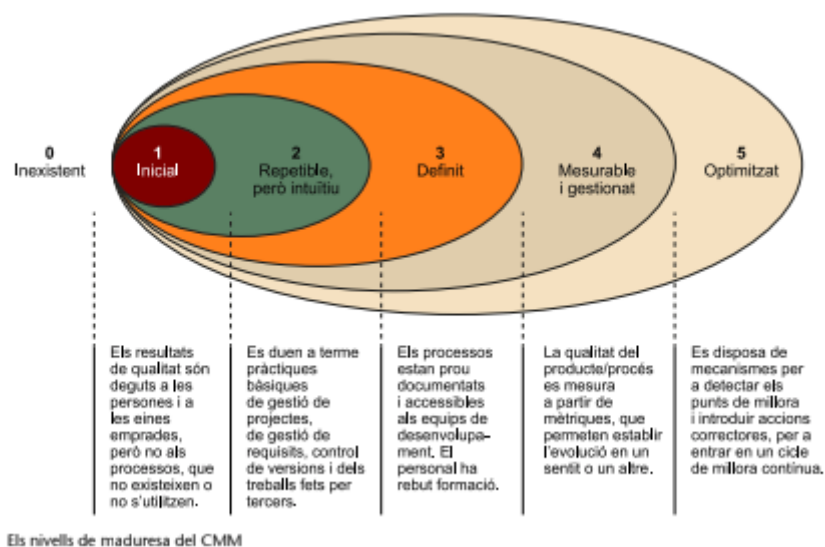 0
Inexistent
1
Inicial
2
Repetible,
però intuïtiu
3
Definit
4
Mesurable
i gestionat
5
Optimitzat
Els resultats
de qualitat són
deguts a les
persones i a
les eines
emprades,
però no als
processos, que
no existeixen o
no s'utilitzen.
Es duen a terme
pràctiques
bàsiques
de gestió de
projectes,
de gestió de
requisits, control
de versions i dels
treballs fets per
tercers.
Els processos
estan prou
documentats
i accessibles
als equips de
desenvolupa-
ment. El
personal ha
rebut formació.
La qualitat del
producte/procés
es mesura
a partir de
mètriques, que
permeten establir
l'evolució en un
sentit o un altre.
Es disposa de
mecanismes per
a detectar els
punts de millora
i introduir accions
correctores, per a
entrar en un cicle
de millora contínua.
Els nivells de maduresa del CMM